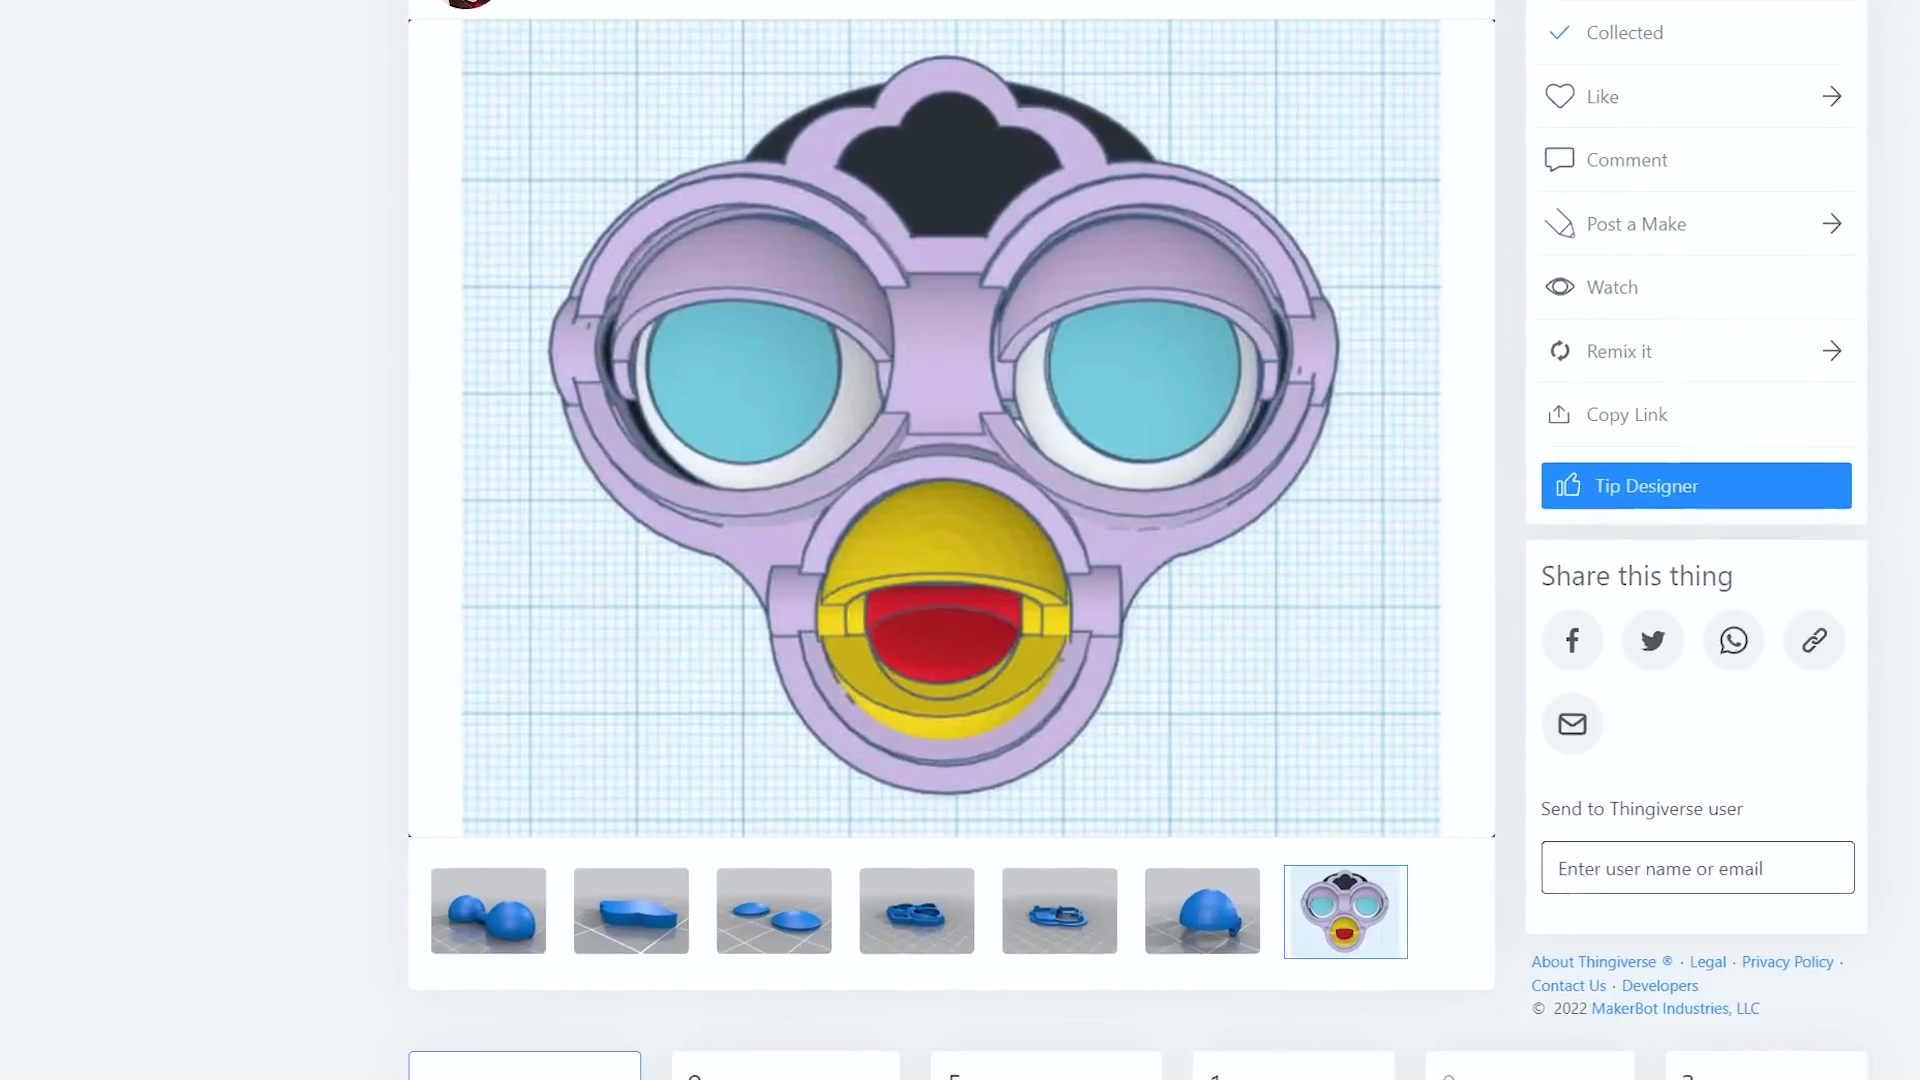 Collected
Like
Comment
Post a Make
Watch
Remix it
Copy Link
Tip Designer
Share this thing
Send to Thingiverse user
Enter user name or email
About Thingiverse ® · Legal · Privacy Policy ·
Contact Us · Developers
© 2022 MakerBot Industries, LLC